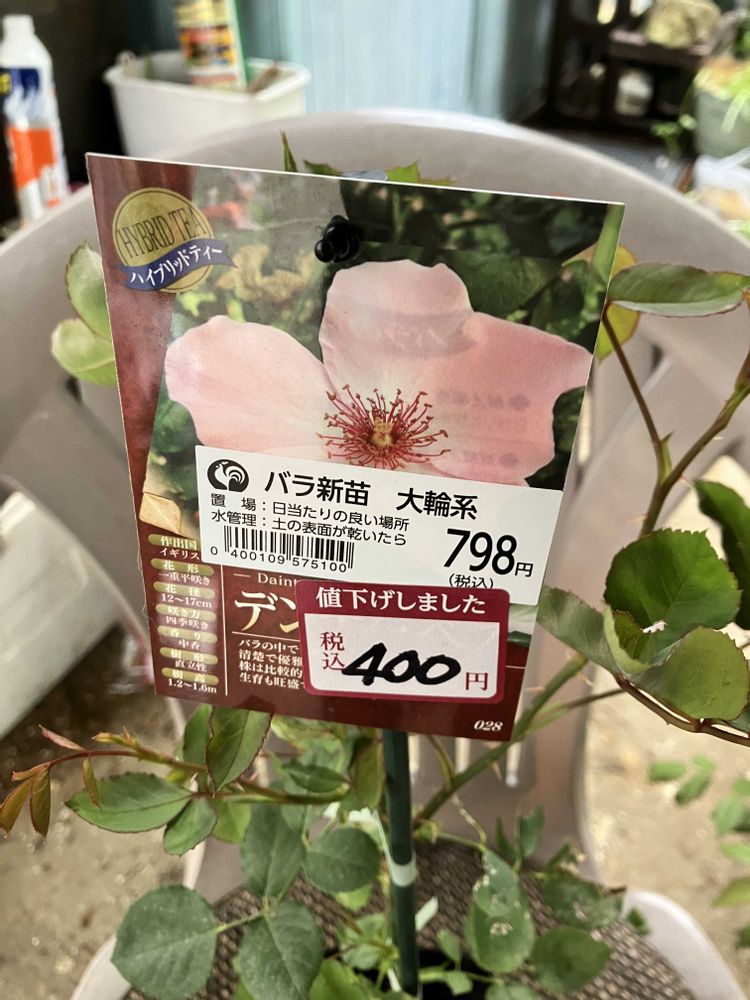 HYBRID TEA
ハイブリッドティー
バラ新苗 大輪系
置 場:日当たりの良い場所
水管理:土の表面が乾いたら
0 400109 575100
798円
(税込)
値下げしました
税込 400円
作出国
イギリス
花 形
一重平咲き
花 径
12〜17cm
咲き方
四季咲き
香 り
中香
樹 形
直立性
樹 高
1.2〜1.6m
— Daint
デン
バラの中で
清楚で優雅
株は比較的
生育も旺盛で
028